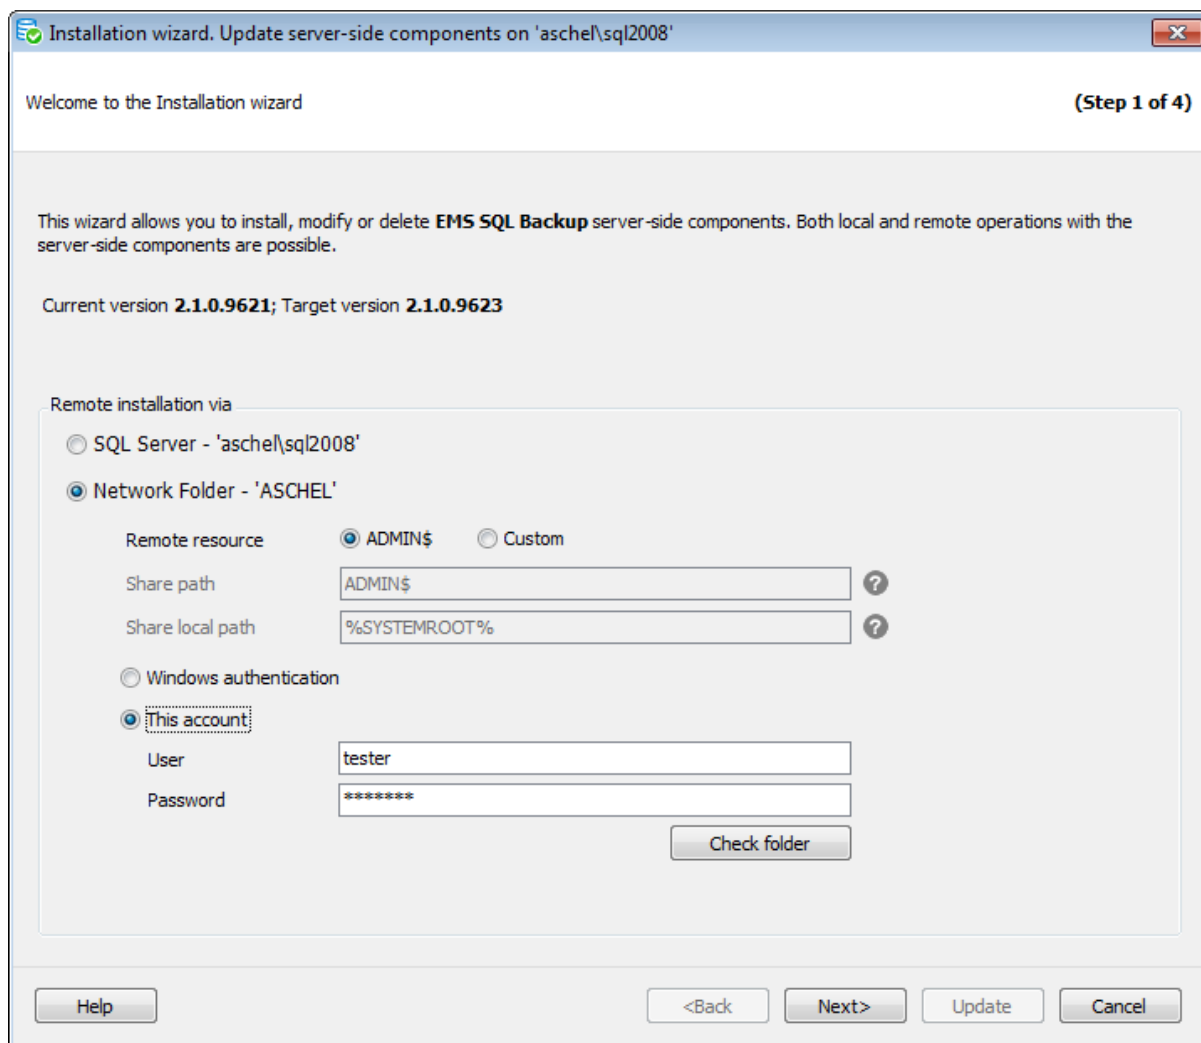 Installation wizard. Update server-side components on 'aschel\sql2008'
Welcome to the Installation wizard
(Step 1 of 4)
This wizard allows you to install, modify or delete EMS SQL Backup server-side components. Both local and remote operations with the
server-side components are possible.
Current version 2.1.0.9621; Target version 2.1.0.9623
Remote installation via
SQL Server - 'aschel\sql2008'
Network Folder - 'ASCHEL'
Remote resource ADMIN$ Custom
Share path ADMIN$ ?
Share local path %SYSTEMROOT% ?
Windows authentication
This account
User tester
Password *******
Check folder
Help <Back Next> Update Cancel